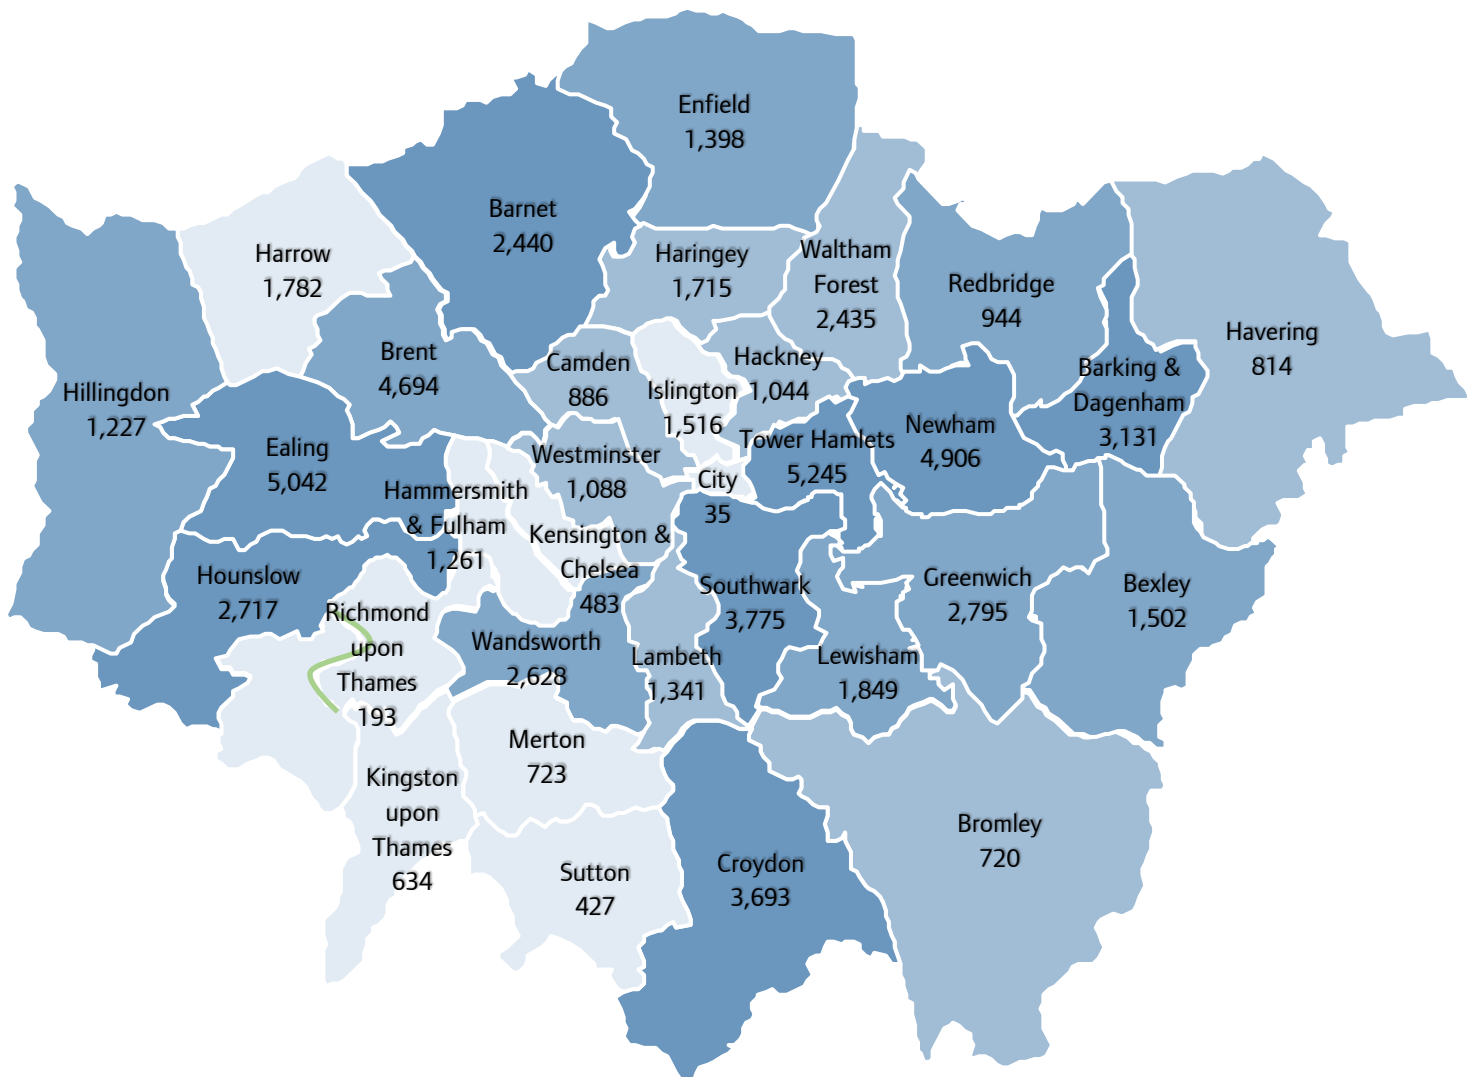 Enfield
1,398
Barnet
2,440
Harrow
1,782
Haringey
1,715
Waltham
Forest
2,435
Redbridge
944
Havering
814
Hillingdon
1,227
Brent
4,694
Camden
886
Islington
1,516
Hackney
1,044
Barking &
Dagenham
3,131
Ealing
5,042
Westminster
1,088
City
35
Tower Hamlets
5,245
Newham
4,906
Hammersmith
& Fulham
1,261
Kensington &
Chelsea
483
Hounslow
2,717
Richmond
upon
Thames
193
Wandsworth
2,628
Lambeth
1,341
Southwark
3,775
Lewisham
1,849
Greenwich
2,795
Bexley
1,502
Kingston
upon
Thames
634
Merton
723
Sutton
427
Croydon
3,693
Bromley
720